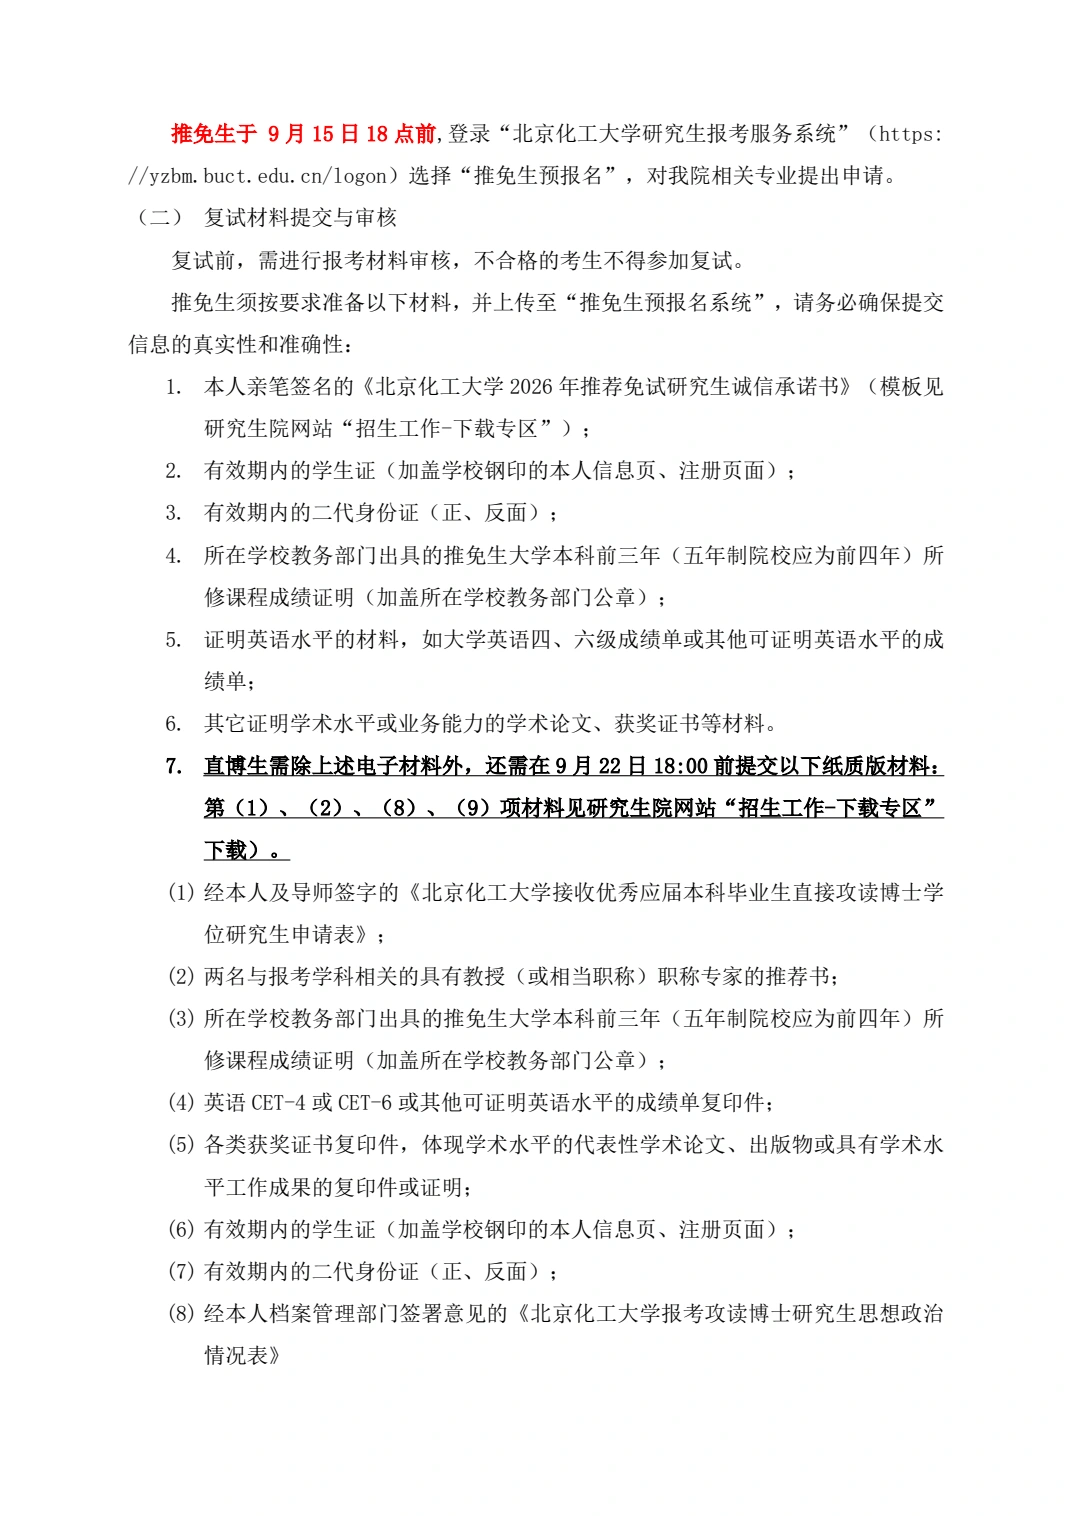 推免生于 9 月 15 日 18 点前,登录“北京化工大学研究生报考服务系统”（https:
//yzbm.buct.edu.cn/logon）选择“推免生预报名”，对我院相关专业提出申请。
（二） 复试材料提交与审核
复试前，需进行报考材料审核，不合格的考生不得参加复试。
推免生须按要求准备以下材料，并上传至“推免生预报名系统”，请务必确保提交
信息的真实性和准确性：
1. 本人亲笔签名的《北京化工大学 2026 年推荐免试研究生诚信承诺书》（模板见
研究生院网站“招生工作-下载专区”）；
2. 有效期内的学生证（加盖学校钢印的本人信息页、注册页面）；
3. 有效期内的二代身份证（正、反面）；
4. 所在学校教务部门出具的推免生大学本科前三年（五年制院校应为前四年）所
修课程成绩证明（加盖所在学校教务部门公章）；
5. 证明英语水平的材料，如大学英语四、六级成绩单或其他可证明英语水平的成
绩单；
6. 其它证明学术水平或业务能力的学术论文、获奖证书等材料。
7. 直博生需除上述电子材料外，还需在 9 月 22 日 18:00 前提交以下纸质版材料：
第（1）、（2）、（8）、（9）项材料见研究生院网站“招生工作-下载专区”
下载）。
(1) 经本人及导师签字的《北京化工大学接收优秀应届本科毕业生直接攻读博士学
位研究生申请表》；
(2) 两名与报考学科相关的具有教授（或相当职称）职称专家的推荐书；
(3) 所在学校教务部门出具的推免生大学本科前三年（五年制院校应为前四年）所
修课程成绩证明（加盖所在学校教务部门公章）；
(4) 英语 CET-4 或 CET-6 或其他可证明英语水平的成绩单复印件；
(5) 各类获奖证书复印件，体现学术水平的代表性学术论文、出版物或具有学术水
平工作成果的复印件或证明；
(6) 有效期内的学生证（加盖学校钢印的本人信息页、注册页面）；
(7) 有效期内的二代身份证（正、反面）；
(8) 经本人档案管理部门签署意见的《北京化工大学报考攻读博士研究生思想政治
情况表》